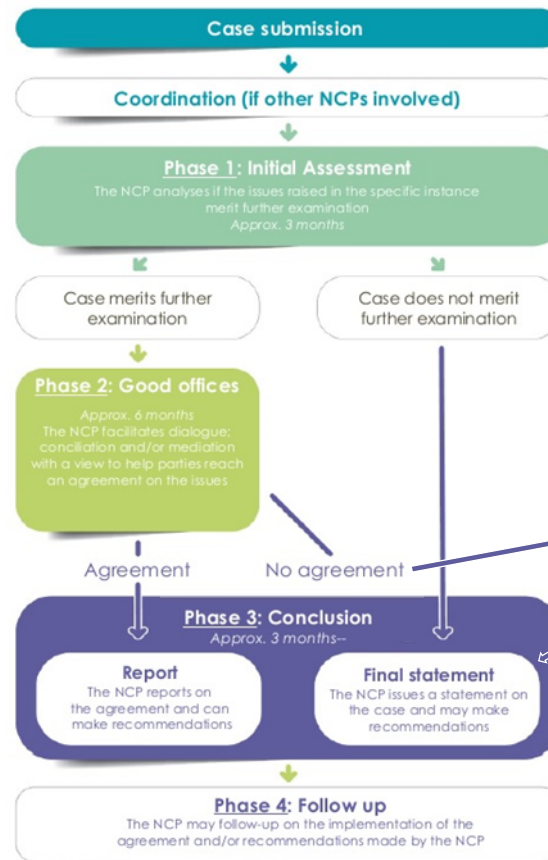 Case submission
Coordination (if other NCPs involved)
Phase 1: Initial Assessment
The NCP analyses if the issues raised in the specific instance
merit further examination
Approx. 3 months
Case merits further
examination
Case does not merit
further examination
Phase 2: Good offices
Approx. 6 months
The NCP facilitates dialogue;
conciliation and/or mediation
with a view to help parties reach
an agreement on the issues
Agreement
No agreement
Phase 3: Conclusion
Approx. 3 months--
Report
The NCP reports on
the agreement and can
make recommendations
Final statement
The NCP issues a statement on
the case and may make
recommendations
Phase 4: Follow up
The NCP may follow-up on the implementation of the
agreement and/or recommendations made by the NCP